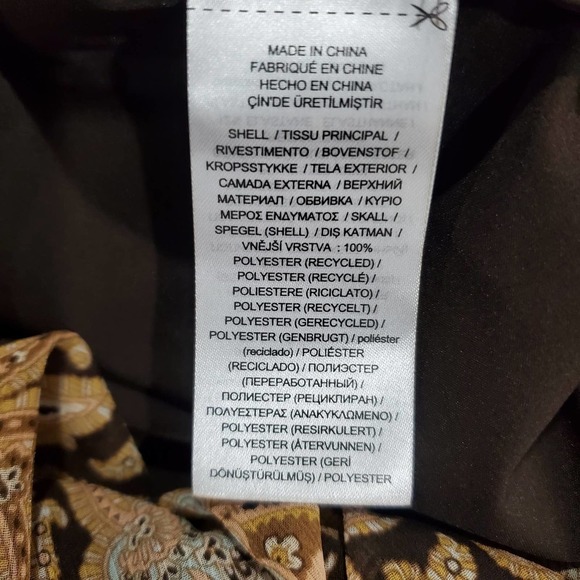 MADE IN CHINA
FABRIQUÉ EN CHINE
HECHO EN CHINA
ÇİN'DE ÜRETİLMİŞTİR
SHELL / TISSU PRINCIPAL /
RIVESTIMENTO / BOVENSTOF /
KROPSSTYKKE / TELA EXTERIOR /
CAMADA EXTERNA / ВЕРХНИЙ
МАТЕРИАЛ / ОБВИВКА / ΚΥΡΙΟ
ΜΕΡΟΣ ΕΝΔΥΜΑΤΟΣ / SKALL /
SPEGEL (SHELL) / DIŞ KATMAN /
VNĚJŠÍ VRSTVA : 100%
POLYESTER (RECYCLED) /
POLYESTER (RECYCLÉ) /
POLIESTERE (RICICLATO) /
POLYESTER (RECYCELT) /
POLYESTER (GERECYCLED) /
POLYESTER (GENBRUGT) / poliéster
(reciclado) / POLIÉSTER
(RECICLADO) / ПОЛИЭСТЕР
(ПЕРЕРАБОТАННЫЙ) /
ПОЛИЕСТЕР (РЕЦИКЛИРАН) /
ΠΟΛΥΕΣΤΕΡΑΣ (ΑΝΑΚΥΚΛΩΜΕΝΟ) /
POLYESTER (RESIRKULERT) /
POLYESTER (ÅTERVUNNEN) /
POLYESTER (GERİ
DÖNÜŞTÜRÜLMÜŞ) / POLYESTER